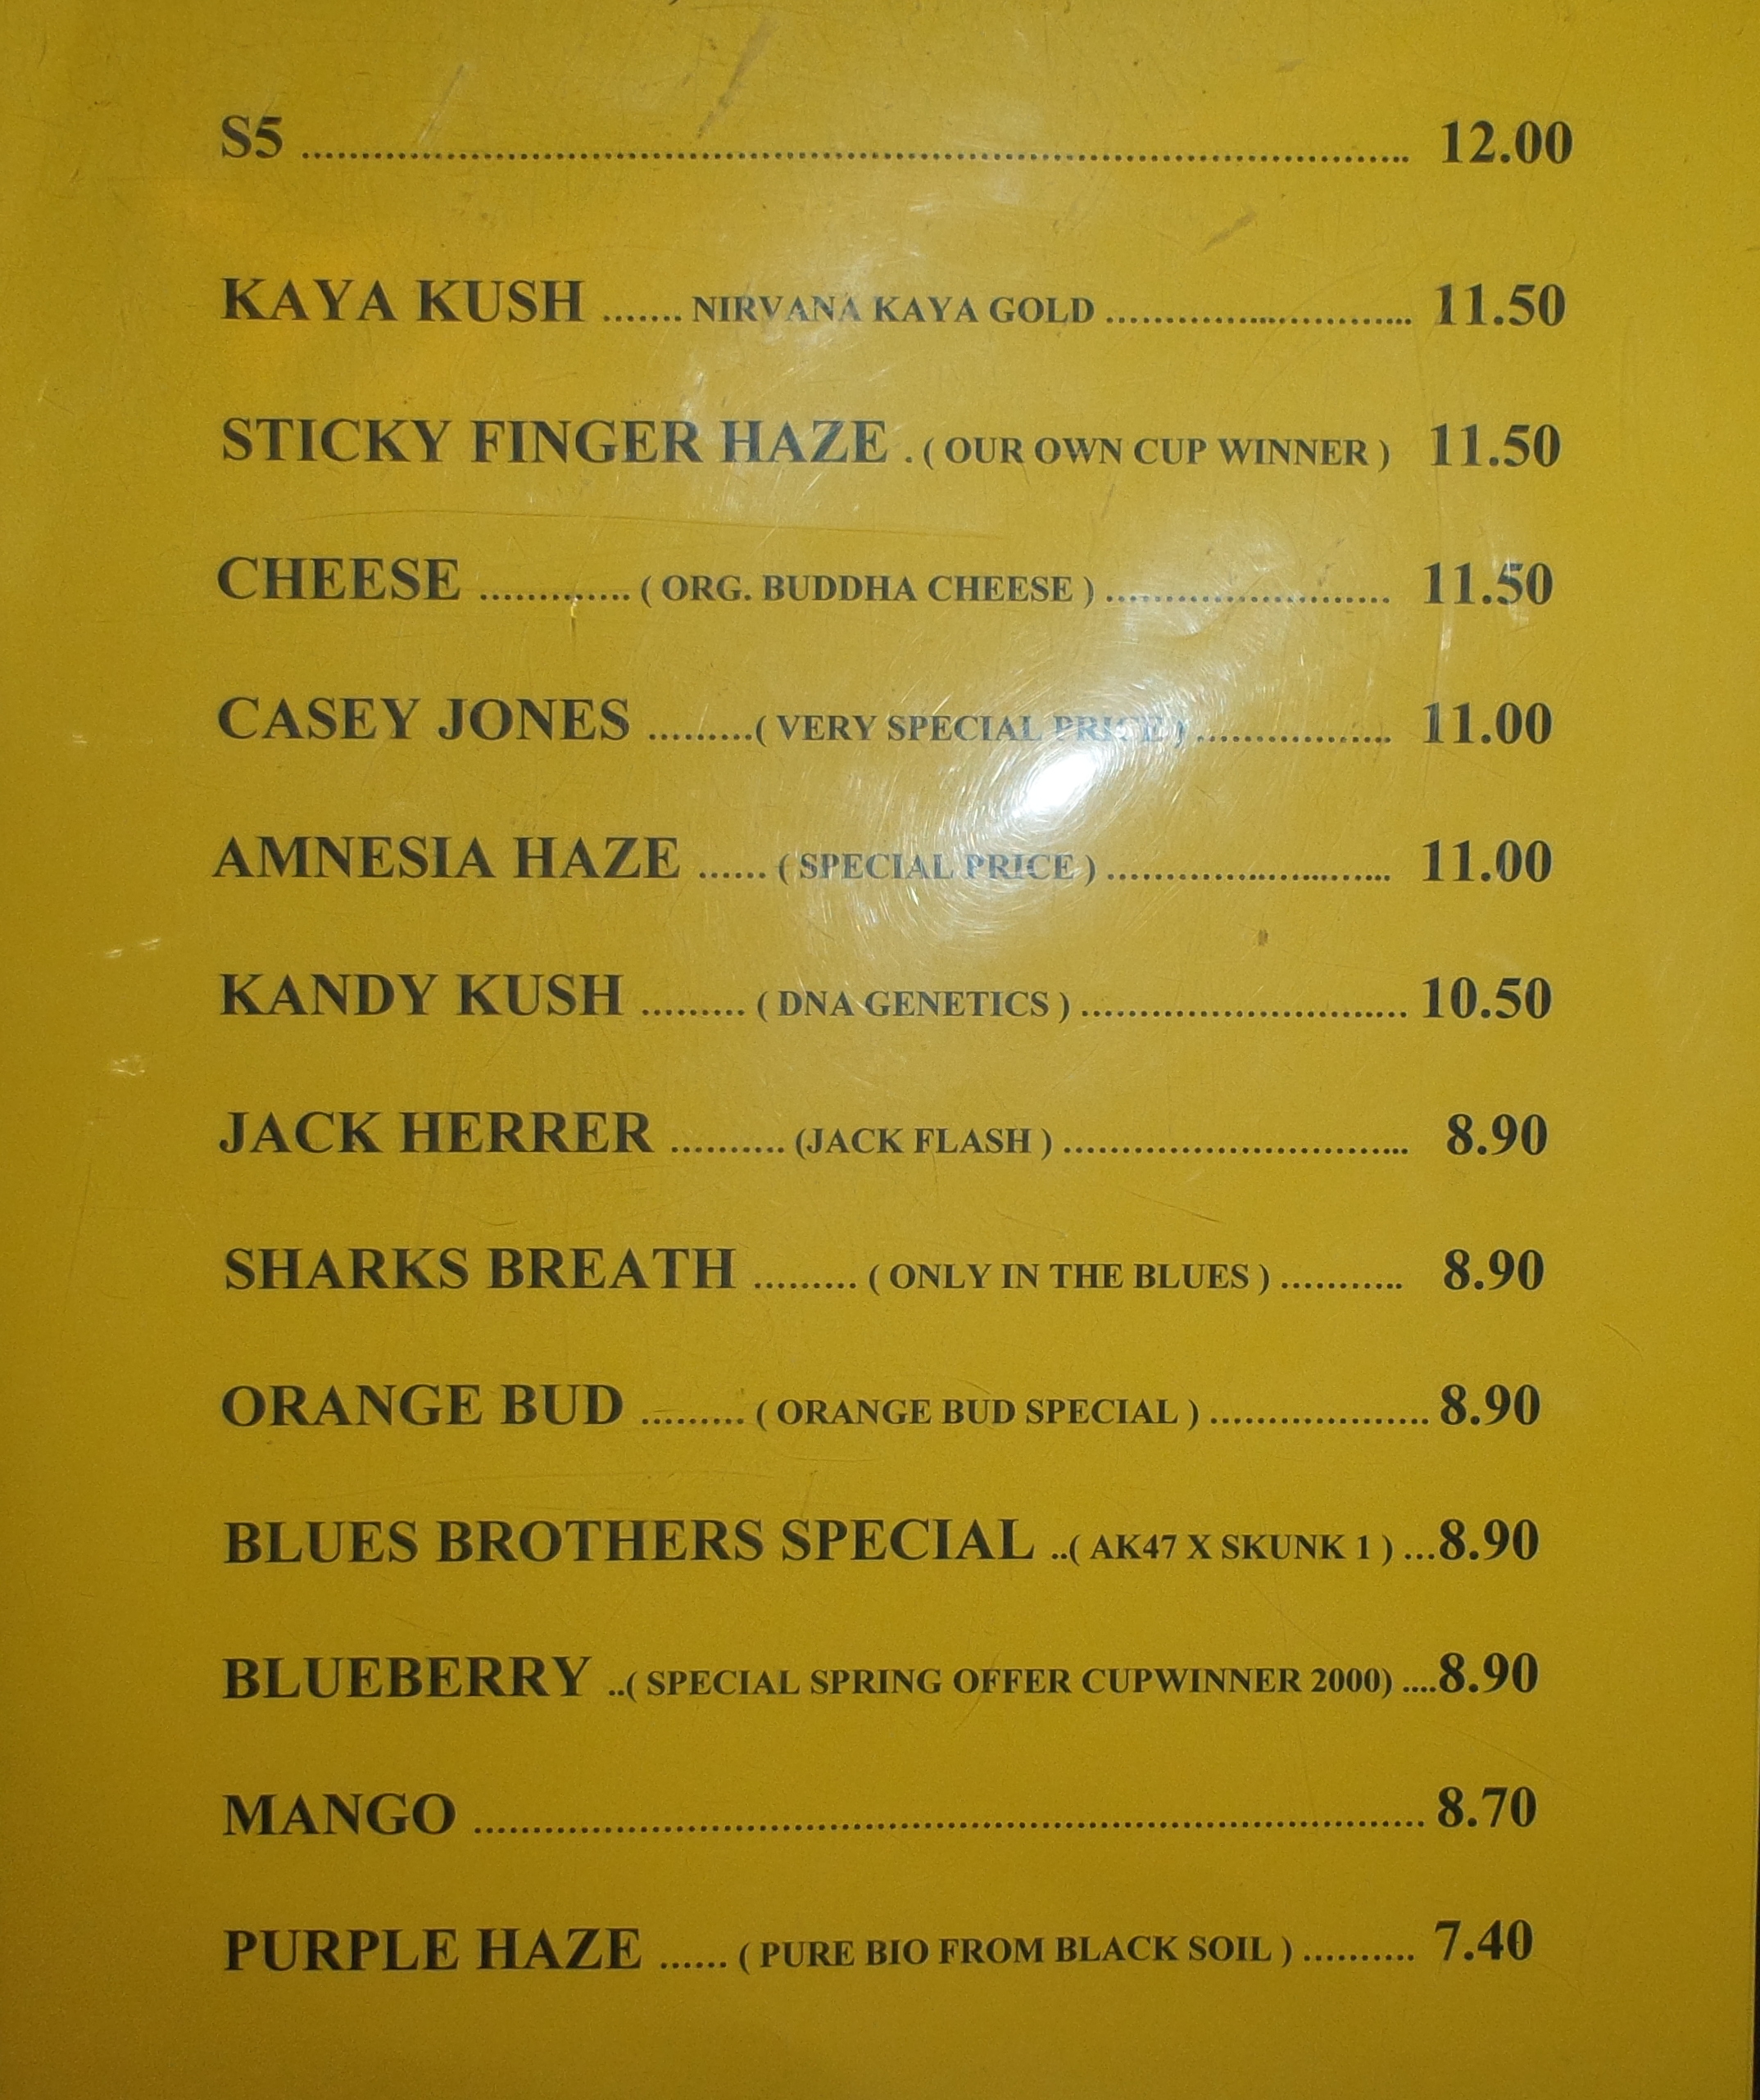 S5 ........................................................................................ 12.00
KAYA KUSH ....... NIRVANA KAYA GOLD .............................. 11.50
STICKY FINGER HAZE . ( OUR OWN CUP WINNER ) 11.50
CHEESE ............. ( ORG. BUDDHA CHEESE ) ......................... 11.50
CASEY JONES .........( VERY SPECIAL PRICE ) ................. 11.00
AMNESIA HAZE ...... ( SPECIAL PRICE ) ......................... 11.00
KANDY KUSH ......... ( DNA GENETICS ) ............................ 10.50
JACK HERRER .......... (JACK FLASH ) .............................. 8.90
SHARKS BREATH ......... ( ONLY IN THE BLUES ) ........... 8.90
ORANGE BUD ......... ( ORANGE BUD SPECIAL ) ................... 8.90
BLUES BROTHERS SPECIAL ..( AK47 X SKUNK 1 ) ...8.90
BLUEBERRY ..( SPECIAL SPRING OFFER CUPWINNER 2000) ....8.90
MANGO ................................................................................ 8.70
PURPLE HAZE ...... ( PURE BIO FROM BLACK SOIL ) .......... 7.40